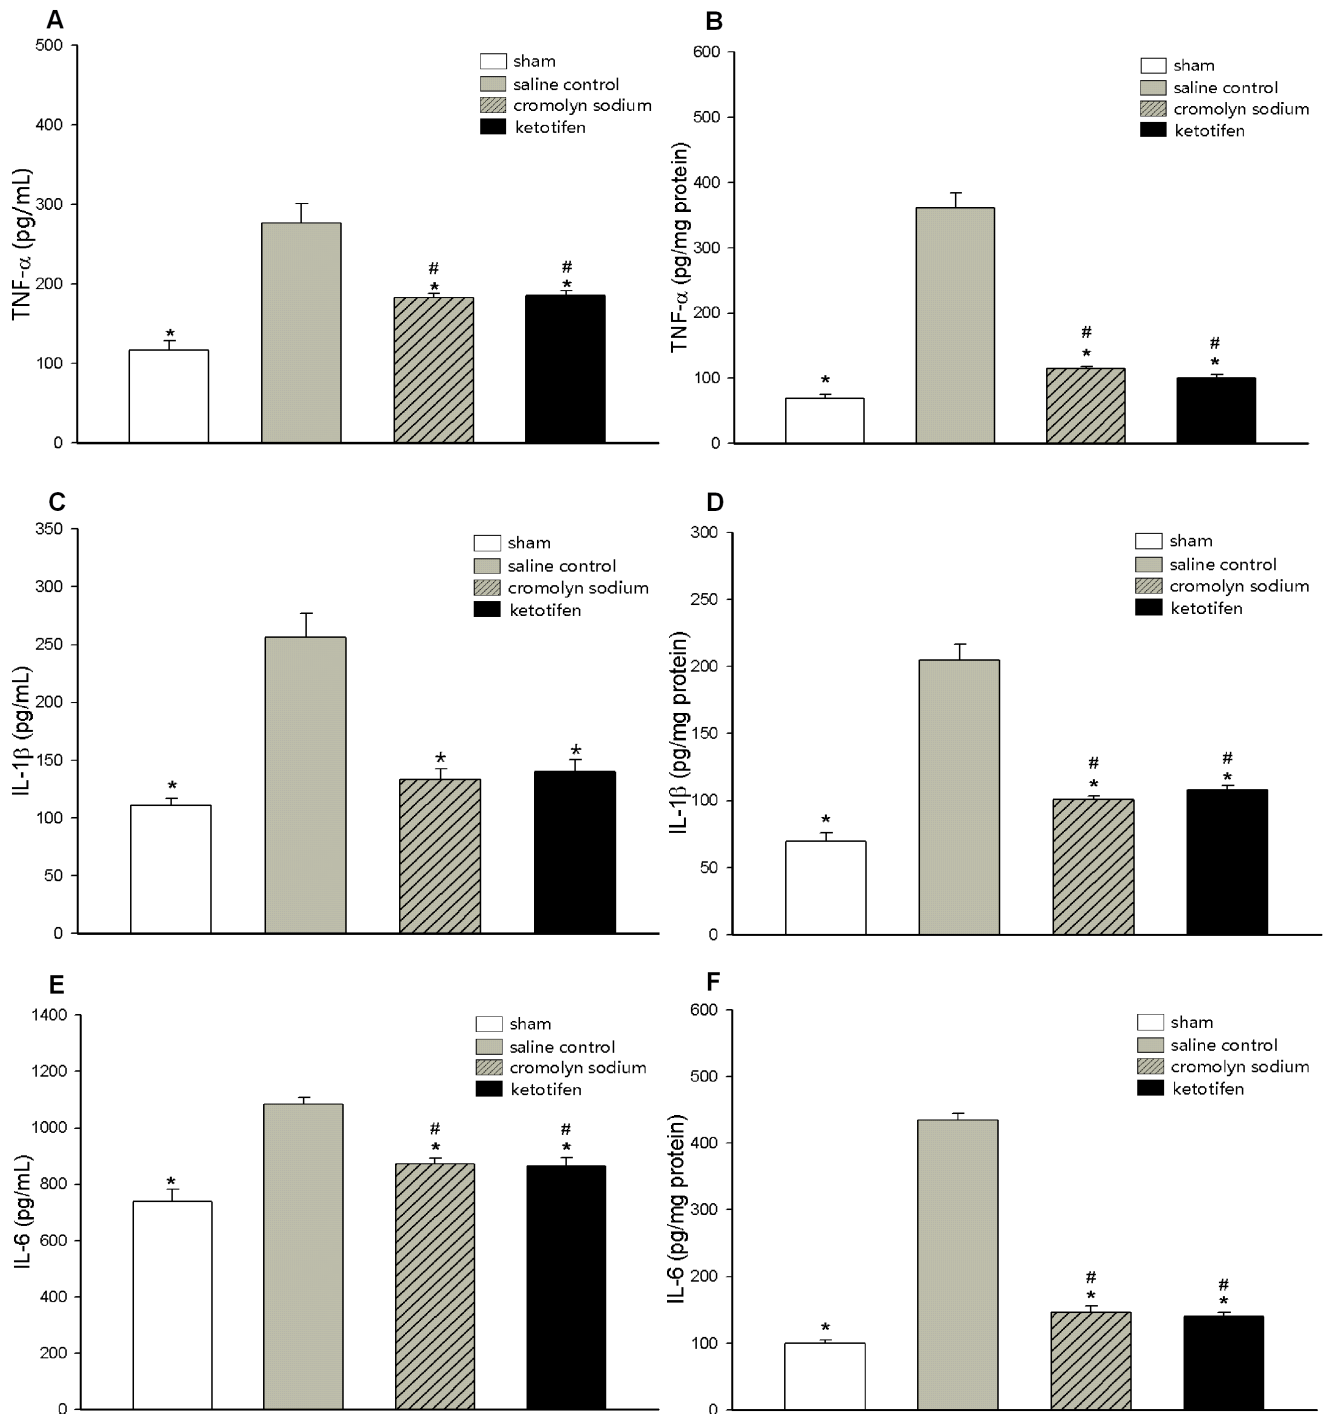 A
500
400
300
200
100
0
TNF-α (pg/mL)
sham
saline control
cromolyn sodium
ketotifen
*
#
*
#
*
B
600
500
400
300
200
100
0
TNF-α (pg/mg protein)
sham
saline control
cromolyn sodium
ketotifen
*
#
*
#
*
C
350
300
250
200
150
100
50
0
IL-1β (pg/mL)
sham
saline control
cromolyn sodium
ketotifen
*
*
*
D
300
250
200
150
100
50
0
IL-1β (pg/mg protein)
sham
saline control
cromolyn sodium
ketotifen
*
#
*
#
*
E
1400
1200
1000
800
600
400
200
0
IL-6 (pg/mL)
sham
saline control
cromolyn sodium
ketotifen
*
#
*
#
*
F
600
500
400
300
200
100
0
IL-6 (pg/mg protein)
sham
saline control
cromolyn sodium
ketotifen
*
#
*
#
*